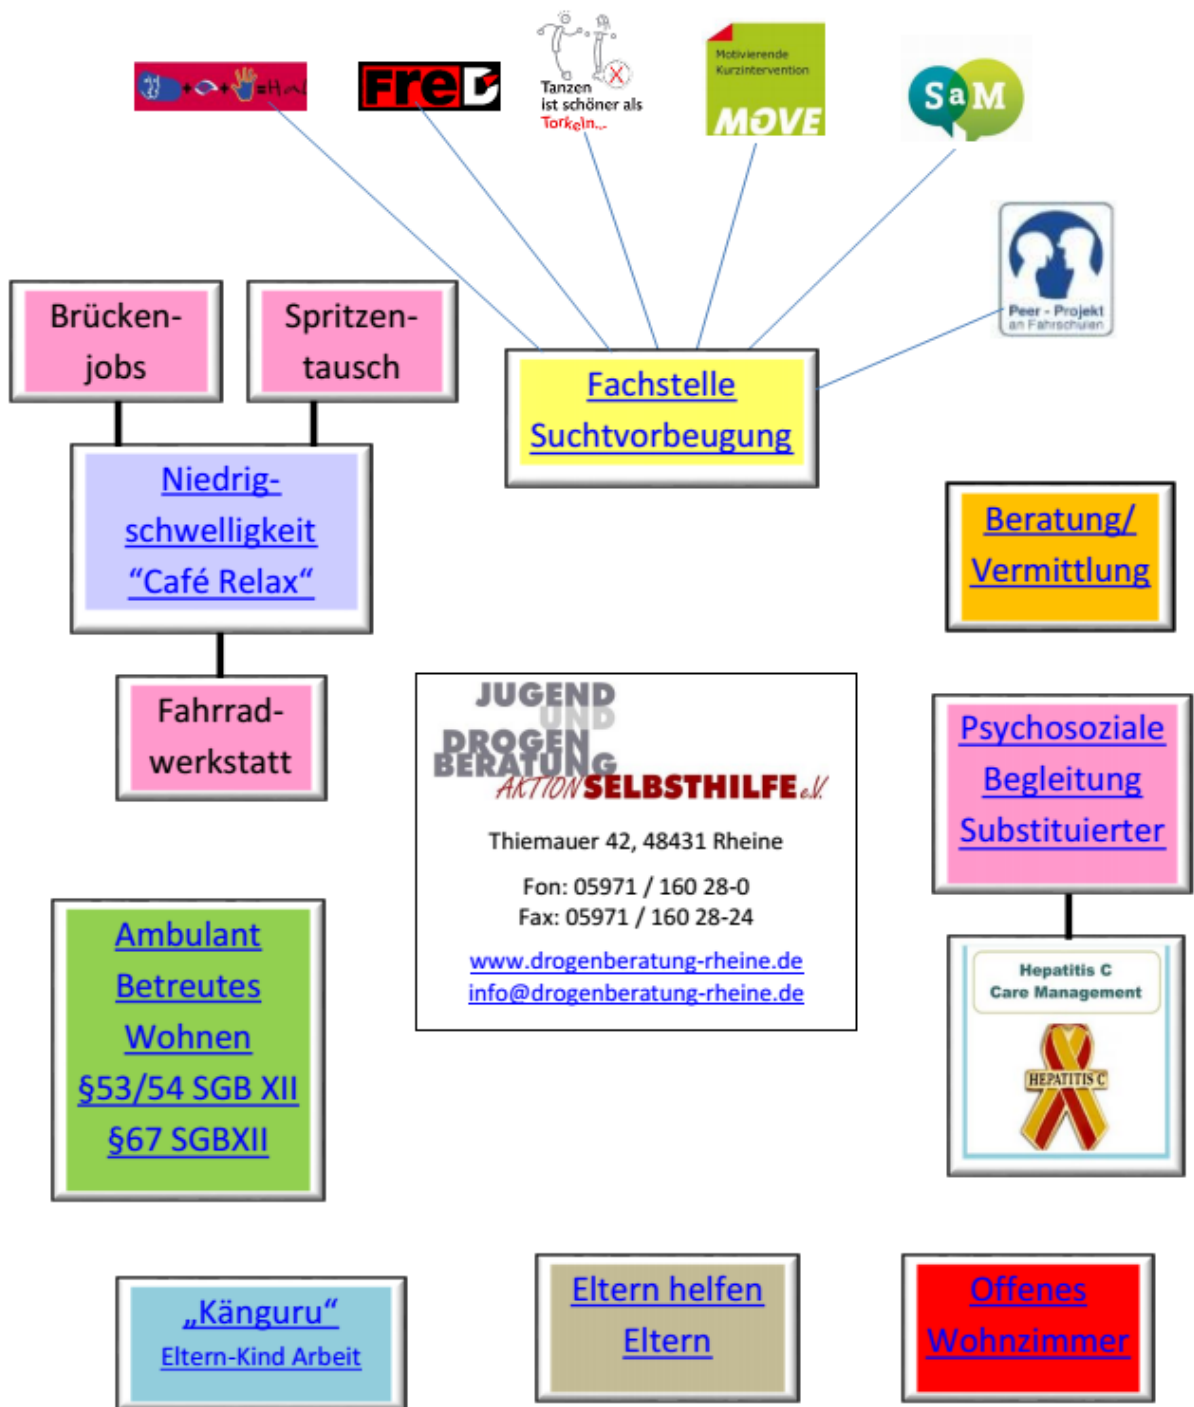 + + =HaL
FreD
Tanzen
ist schöner als
Torkeln...
Motivierende
Kurzintervention
MOVE
SaM
Peer - Projekt
an Fahrschulen
Brücken-
jobs
Spritzen-
tausch
Fachstelle
Suchtvorbeugung
Niedrig-
schwelligkeit
“Café Relax“
Beratung/
Vermittlung
Fahrrad-
werkstatt
JUGEND
UND
DROGEN
BERATUNG
AKTION SELBSTHILFE e.V.
Thiemauer 42, 48431 Rheine
Fon: 05971 / 160 28-0
Fax: 05971 / 160 28-24
www.drogenberatung-rheine.de
info@drogenberatung-rheine.de
Psychosoziale
Begleitung
Substituierter
Ambulant
Betreutes
Wohnen
§53/54 SGB XII
§67 SGBXII
Hepatitis C
Care Management
HEPATITIS C
„Känguru“
Eltern-Kind Arbeit
Eltern helfen
Eltern
Offenes
Wohnzimmer